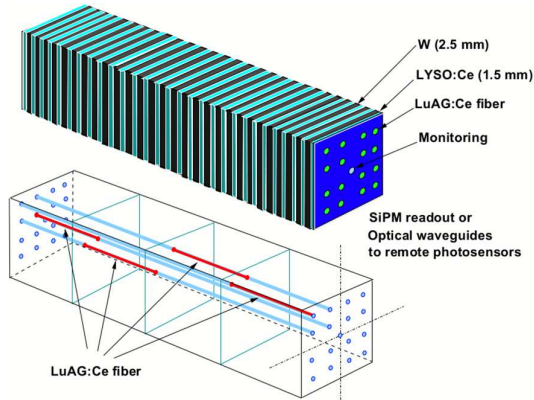 W (2.5 mm)
LYSO:Ce (1.5 mm)
LuAG:Ce fiber
Monitoring
SiPM readout or
Optical waveguides
to remote photosensors
LuAG:Ce fiber